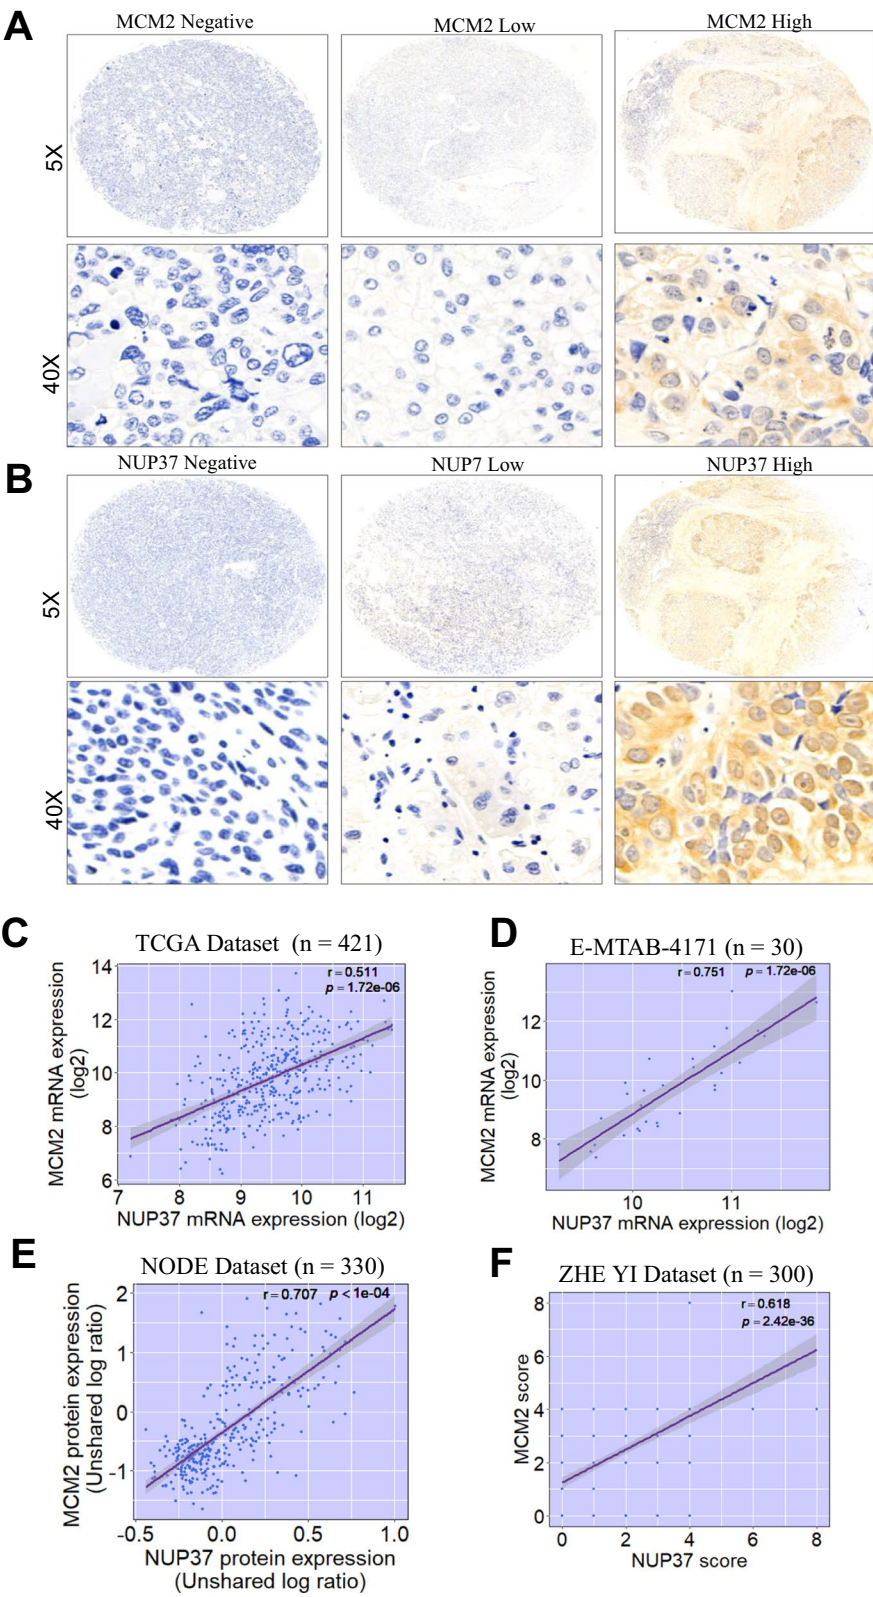 A
MCM2 Negative
MCM2 Low
MCM2 High
5X
40X
B
NUP37 Negative
NUP7 Low
NUP37 High
5X
40X
C
TCGA Dataset (n = 421)
r = 0.511
p = 1.72e-06
MCM2 mRNA expression
(log2)
14
12
10
8
6
7 8 9 10 11
NUP37 mRNA expression (log2)
D
E-MTAB-4171 (n = 30)
r = 0.751 p = 1.72e-06
MCM2 mRNA expression
(log2)
12
10
8
10 11
NUP37 mRNA expression (log2)
E
NODE Dataset (n = 330)
r = 0.707 p < 1e-04
MCM2 protein expression
(Unshared log ratio)
2
1
0
-1
-0.5 0.0 0.5 1.0
NUP37 protein expression
(Unshared log ratio)
F
ZHE YI Dataset (n = 300)
r = 0.618
p = 2.42e-36
MCM2 score
8
6
4
2
0
0 2 4 6 8
NUP37 score